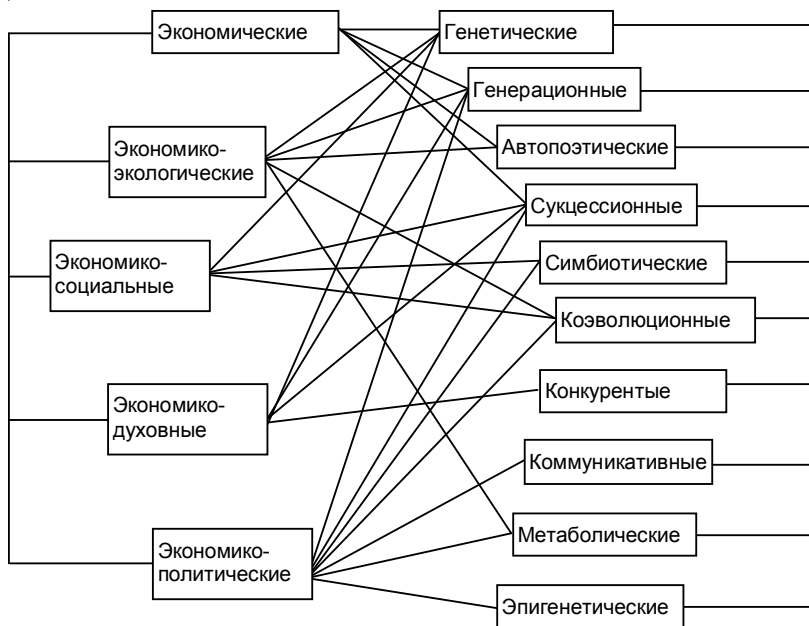 Экономические
Экономико-
экологические
Экономико-
социальные
Экономико-
духовные
Экономико-
политические
Генетические
Генерационные
Автопоэтические
Сукцессионные
Симбиотические
Коэволюционные
Конкурентые
Коммуникативные
Метаболические
Эпигенетические